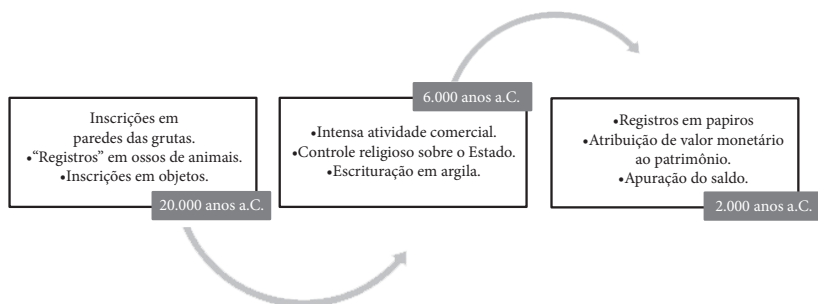 Inscrições em
paredes das grutas.
•“Registros” em ossos de animais.
•Inscrições em objetos.
20.000 anos a.C.
6.000 anos a.C.
•Intensa atividade comercial.
•Controle religioso sobre o Estado.
•Escrituração em argila.
•Registros em papiros
•Atribuição de valor monetário
ao patrimônio.
•Apuração do saldo.
2.000 anos a.C.